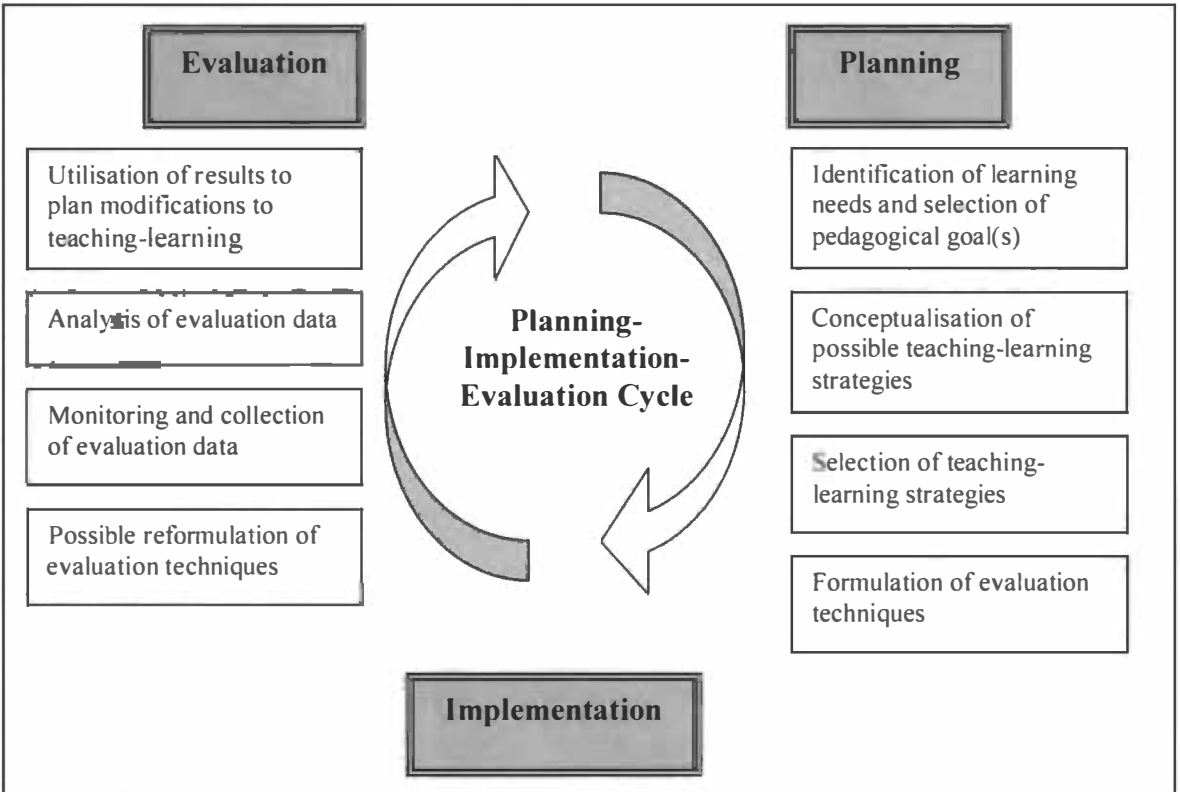 Evaluation
Utilisation of results to
plan modifications to
teaching-learning
Analysis of evaluation data
Monitoring and collection
of evaluation data
Possible reformulation of
evaluation techniques
Planning-
Implementation-
Evaluation Cycle
Planning
Identification of learning
needs and selection of
pedagogical goal(s)
Conceptualisation of
possible teaching-learning
strategies
Selection of teaching-
learning strategies
Formulation of evaluation
techniques
Implementation